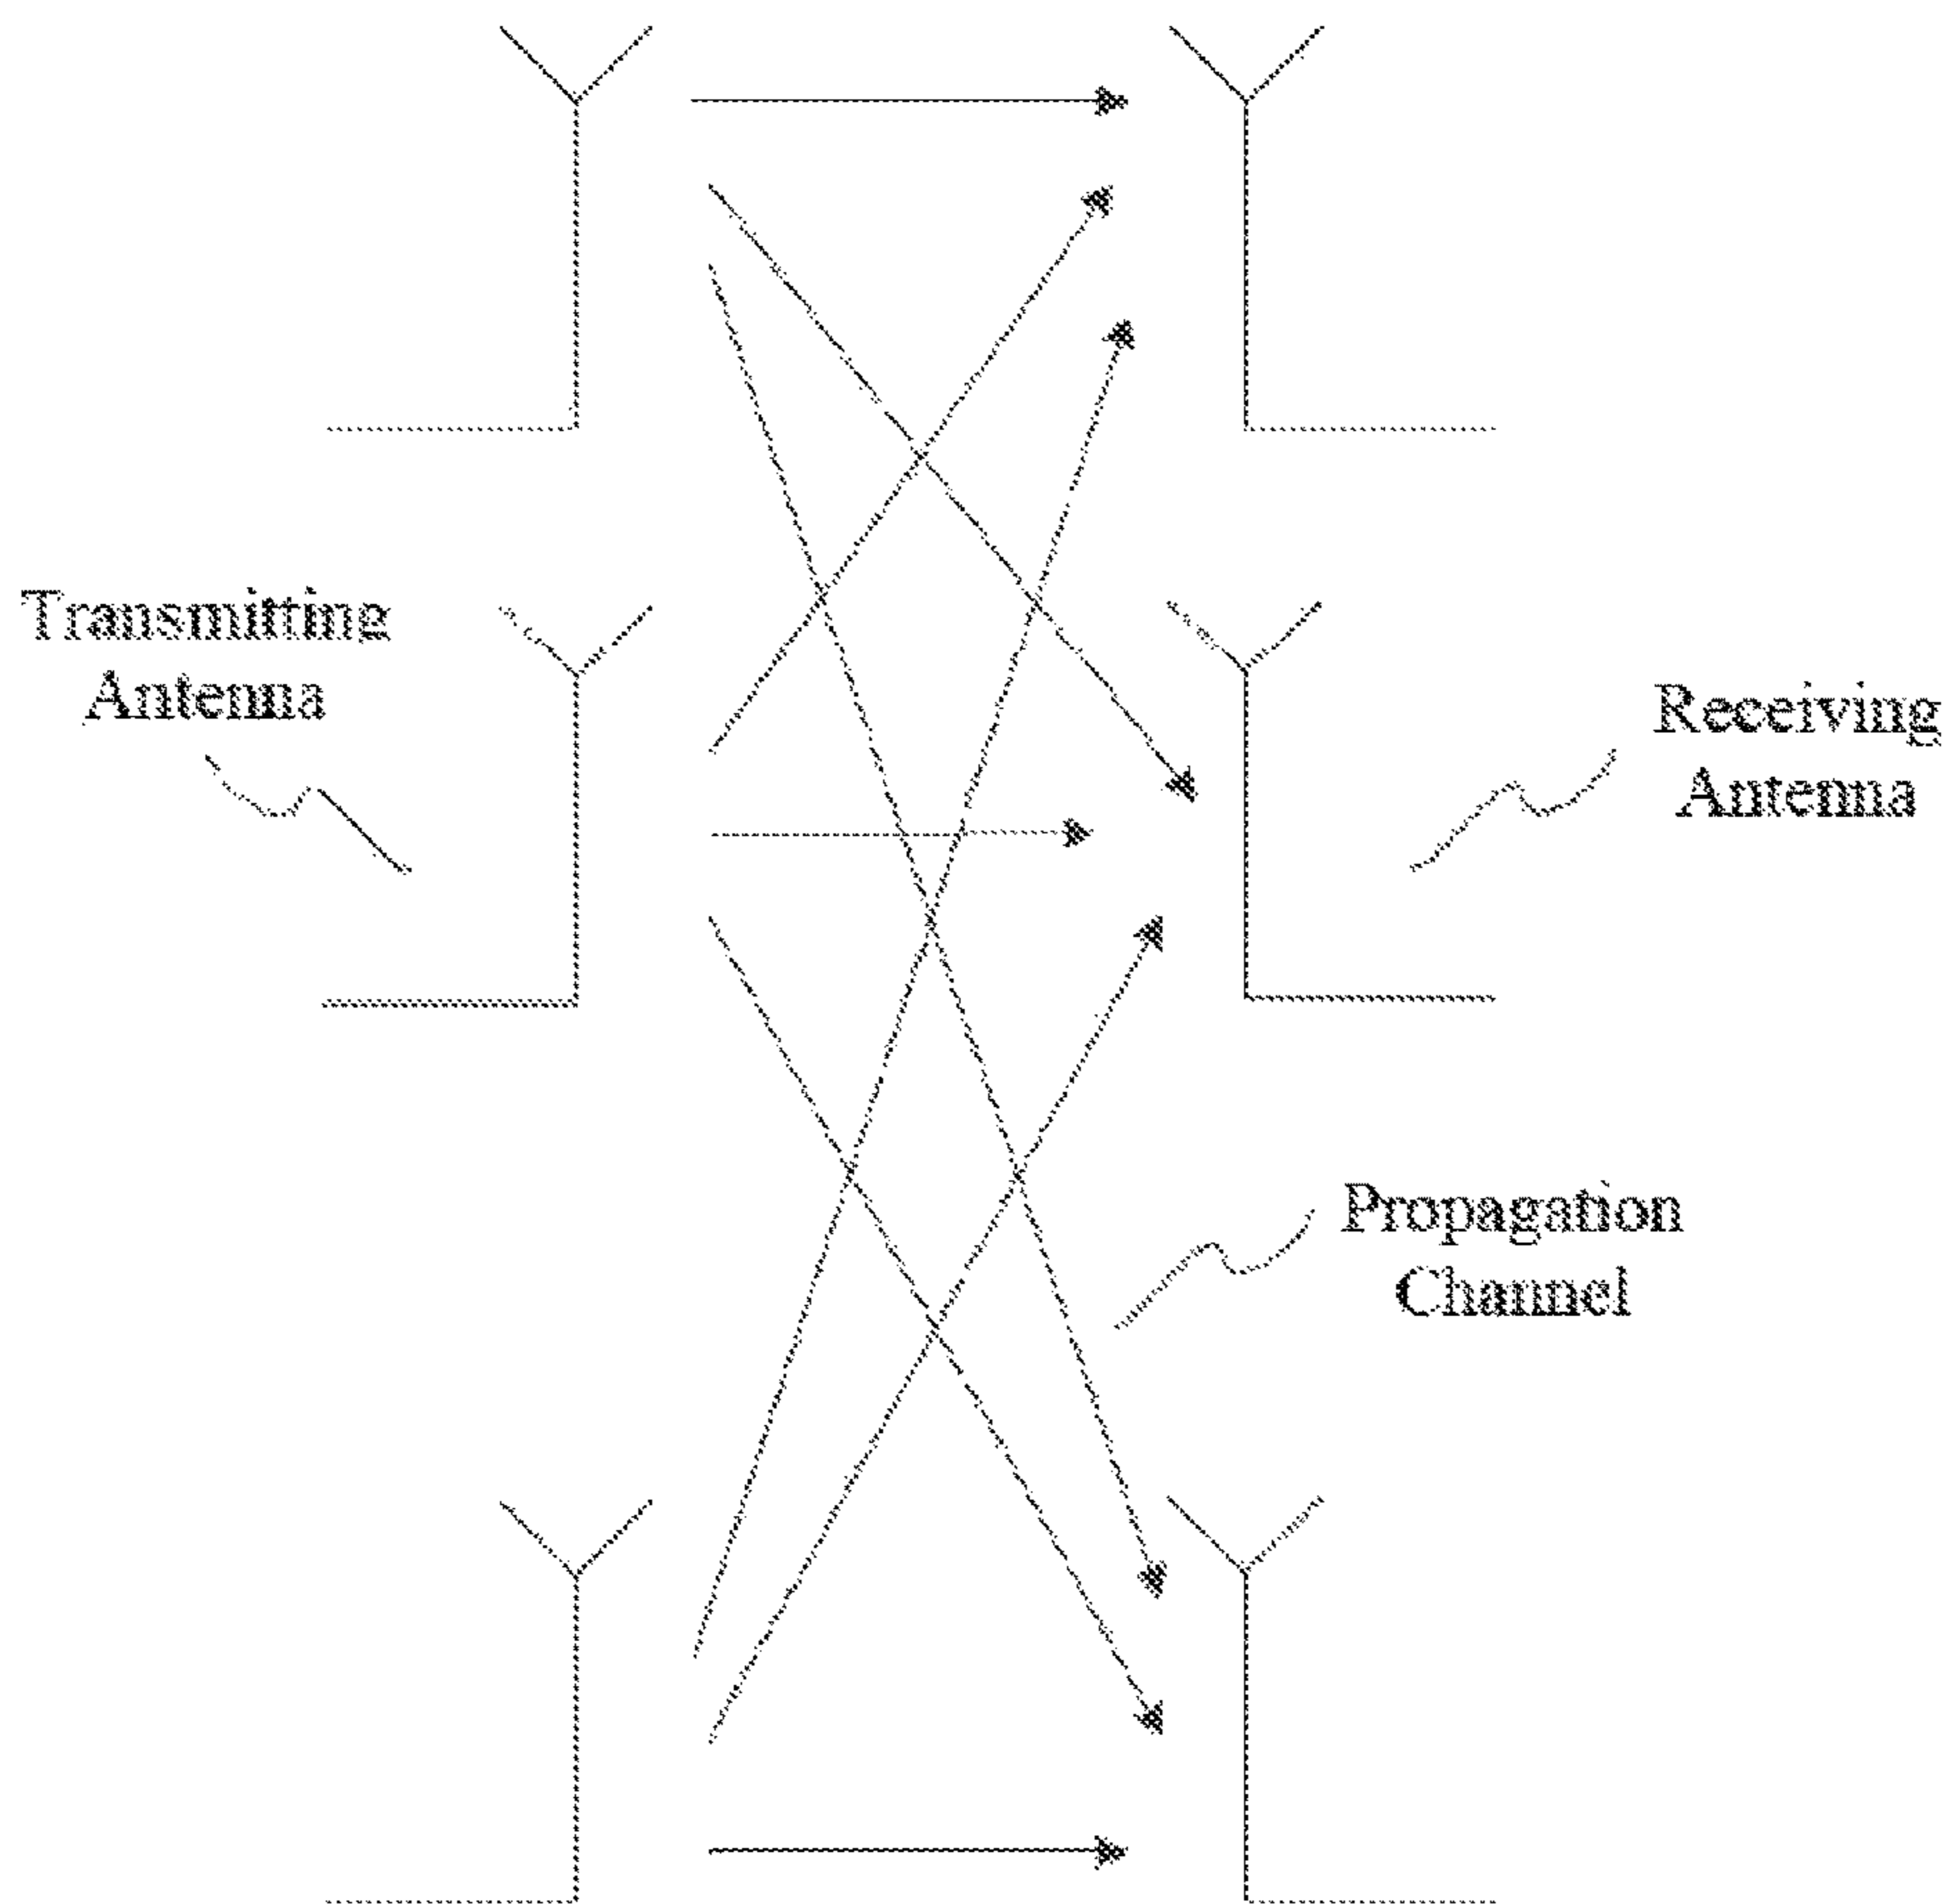 Transmitting
Antenna
Receiving
Antenna
Propagation
Channel